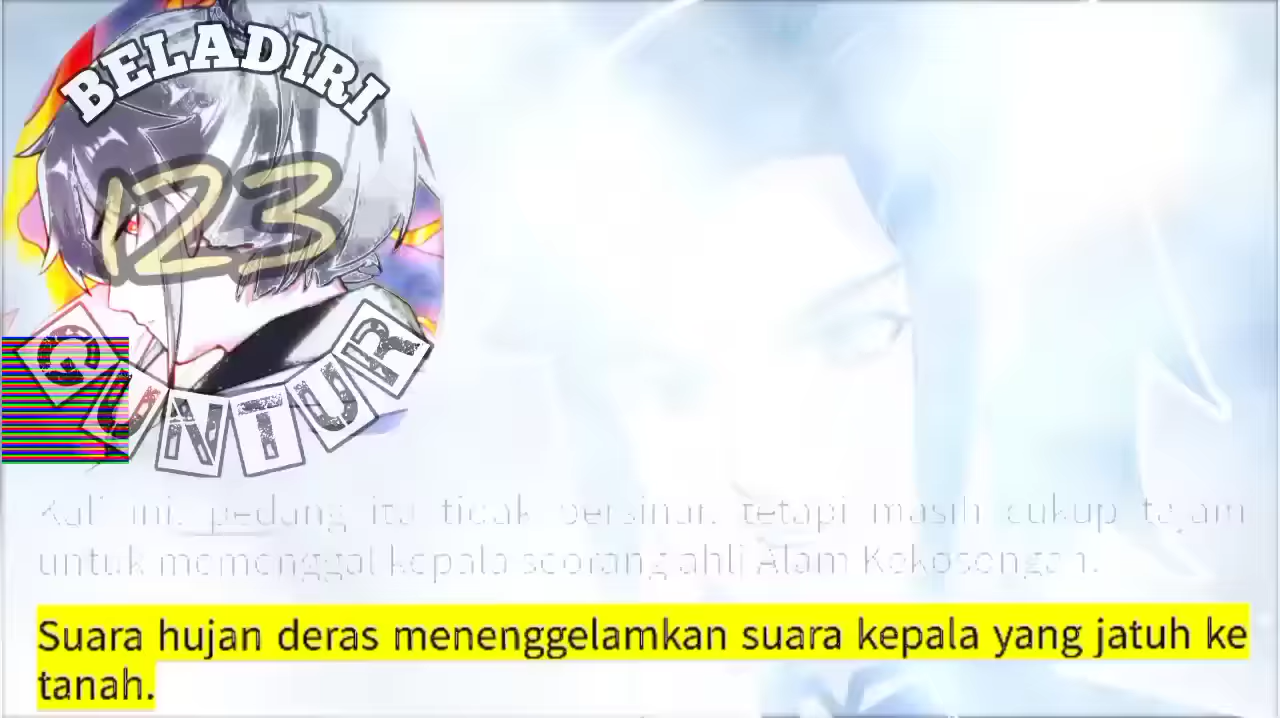 BELADIRI
123
GUNTUR
Kali ini, pedang itu tidak bersinar, tetapi masih cukup tajam
untuk memenggal kepala seorang ahli Alam Kekosongan.
Suara hujan deras menenggelamkan suara kepala yang jatuh ke
tanah.